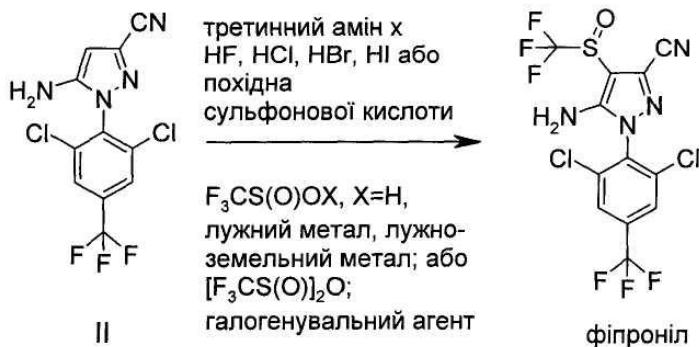 CN
N
H2N
N
Cl
Cl
F
F
F
II
третинний амін x
HF, HCl, HBr, HI або
похідна
сульфонової кислоти
F3CS(O)OX, X=H,
лужний метал, лужно-
земельний метал; або
[F3CS(O)]2O;
галогенувальний агент
F
O
S
F
F
CN
N
H2N
N
Cl
Cl
F
F
F
фіпроніл